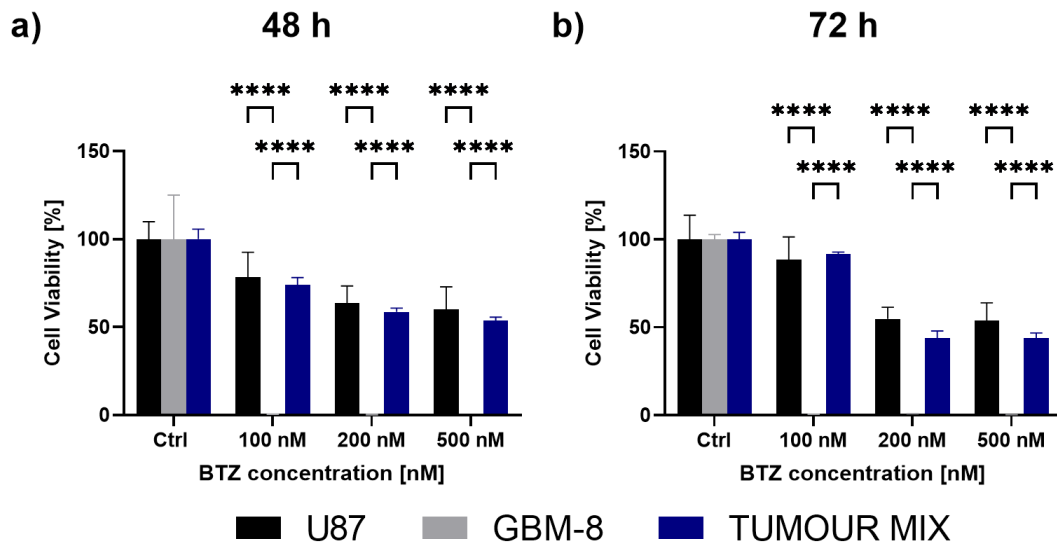 a) 48 h
**** **** ****
**** **** ****
150
100
50
0
Cell Viability [%]
Ctrl 100 nM 200 nM 500 nM
BTZ concentration [nM]
b) 72 h
**** **** ****
**** **** ****
150
100
50
0
Cell Viability [%]
Ctrl 100 nM 200 nM 500 nM
BTZ concentration [nM]
U87 GBM-8 TUMOUR MIX